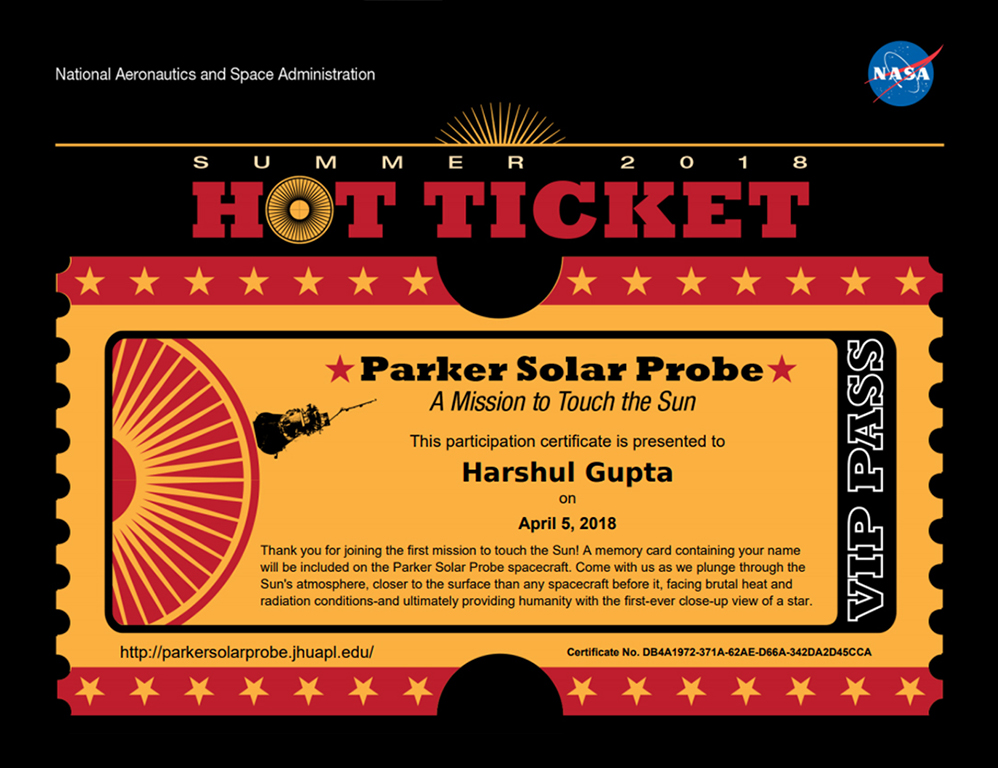 National Aeronautics and Space Administration
NASA
SUMMER 2018
HOT TICKET
Parker Solar Probe
A Mission to Touch the Sun
This participation certificate is presented to
Harshul Gupta
on
April 5, 2018
Thank you for joining the first mission to touch the Sun! A memory card containing your name
will be included on the Parker Solar Probe spacecraft. Come with us as we plunge through the
Sun's atmosphere, closer to the surface than any spacecraft before it, facing brutal heat and
radiation conditions-and ultimately providing humanity with the first-ever close-up view of a star.
VIP PASS
http://parkersolarprobe.jhuapl.edu/
Certificate No. DB4A1972-371A-62AE-D66A-342DA2D45CCA